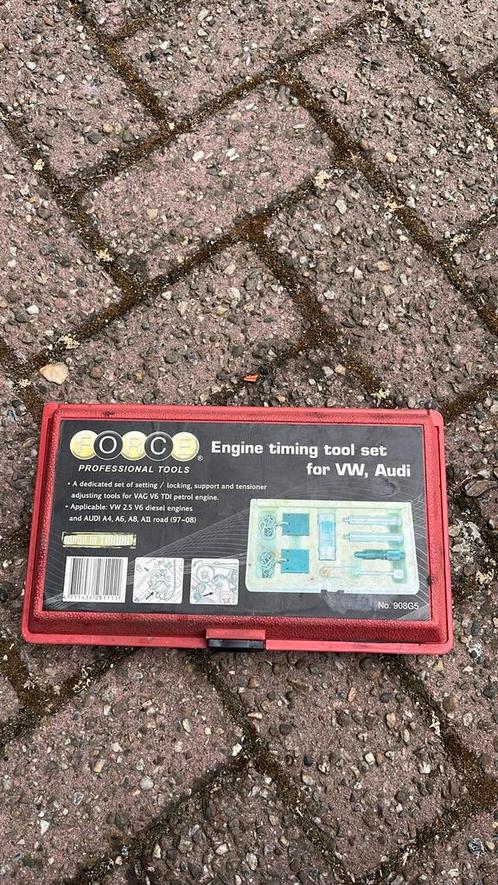 FORCE®
PROFESSIONAL TOOLS
Engine timing tool set
for VW, Audi
• A dedicated set of setting / locking, support and tensioner
adjusting tools for VAG V6 TDI petrol engine.
• Applicable: VW 2.5 V6 diesel engines
and AUDI A4, A6, A8, All road (97~08)
No. 908G5